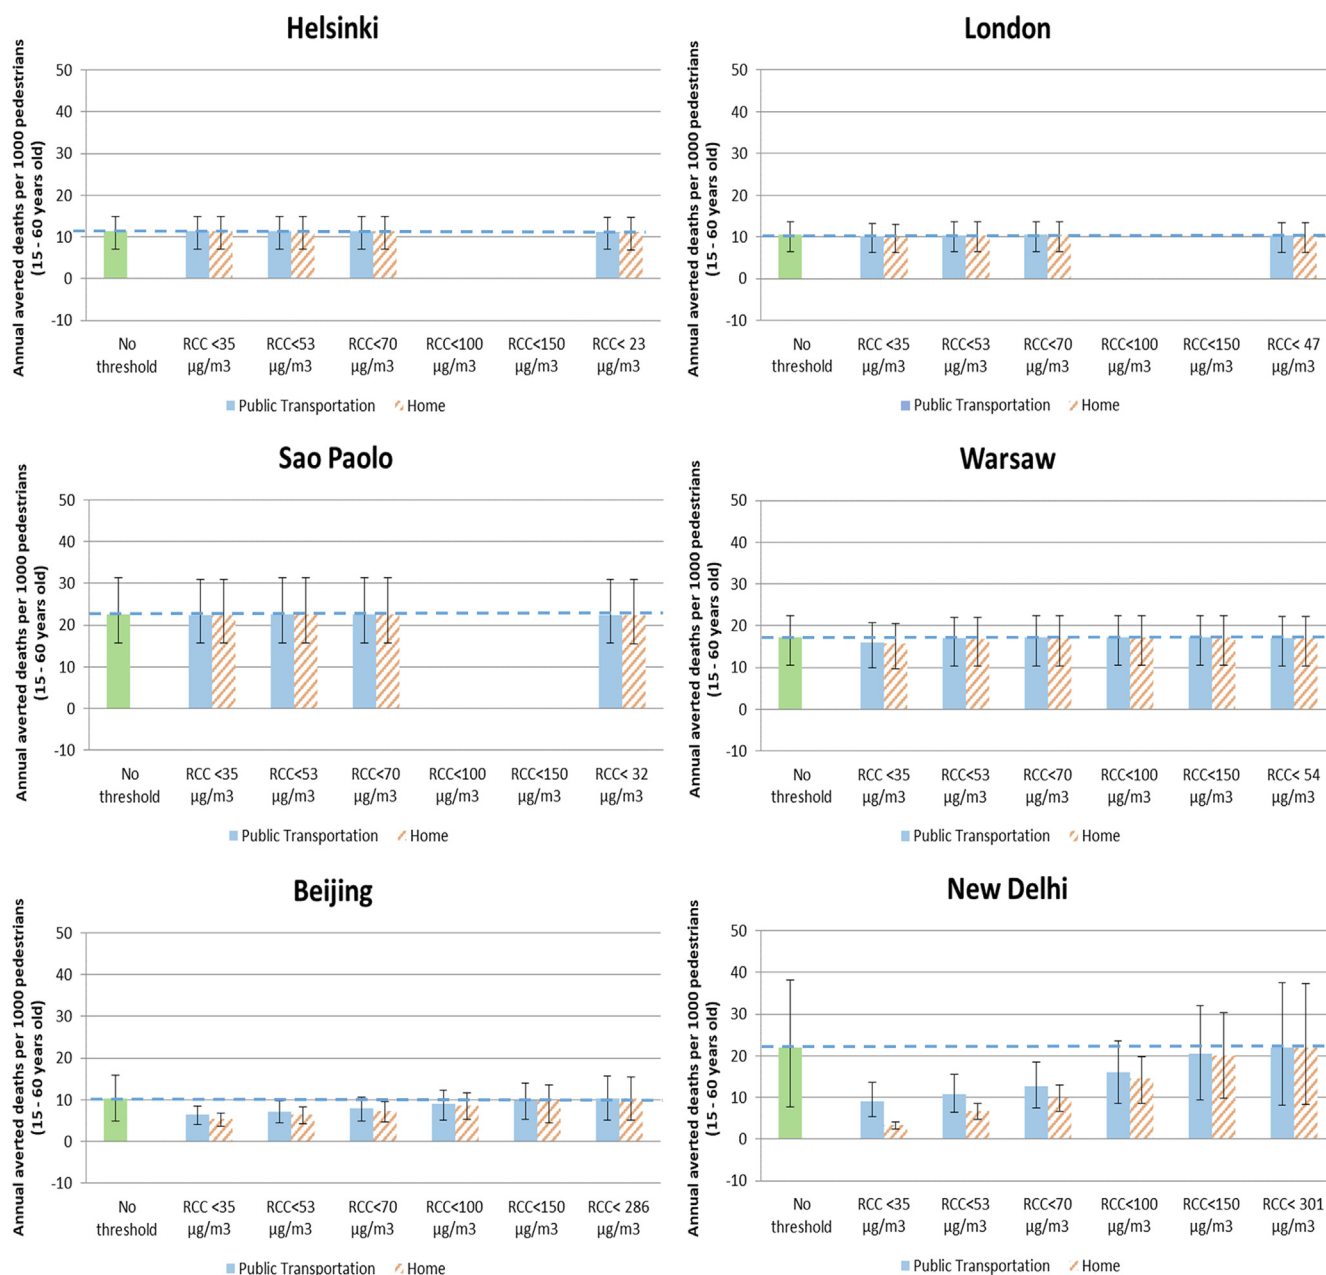 Helsinki
Annual averted deaths per 1000 pedestrians
(15 - 60 years old)
50
40
30
20
10
0
-10
No threshold
RCC <35 µg/m3
RCC<53 µg/m3
RCC<70 µg/m3
RCC<100 µg/m3
RCC<150 µg/m3
RCC< 23 µg/m3
Public Transportation
Home
London
Annual averted deaths per 1000 pedestrians
(15 - 60 years old)
50
40
30
20
10
0
-10
No threshold
RCC <35 µg/m3
RCC<53 µg/m3
RCC<70 µg/m3
RCC<100 µg/m3
RCC<150 µg/m3
RCC< 47 µg/m3
Public Transportation
Home
Sao Paolo
Annual averted deaths per 1000 pedestrians
(15 - 60 years old)
50
40
30
20
10
0
-10
No threshold
RCC <35 µg/m3
RCC<53 µg/m3
RCC<70 µg/m3
RCC<100 µg/m3
RCC<150 µg/m3
RCC< 32 µg/m3
Public Transportation
Home
Warsaw
Annual averted deaths per 1000 pedestrians
(15 - 60 years old)
50
40
30
20
10
0
-10
No threshold
RCC <35 µg/m3
RCC<53 µg/m3
RCC<70 µg/m3
RCC<100 µg/m3
RCC<150 µg/m3
RCC< 54 µg/m3
Public Transportation
Home
Beijing
Annual averted deaths per 1000 pedestrians
(15 - 60 years old)
50
40
30
20
10
0
-10
No threshold
RCC <35 µg/m3
RCC<53 µg/m3
RCC<70 µg/m3
RCC<100 µg/m3
RCC<150 µg/m3
RCC< 286 µg/m3
Public Transportation
Home
New Delhi
Annual averted deaths per 1000 pedestrians
(15 - 60 years old)
50
40
30
20
10
0
-10
No threshold
RCC <35 µg/m3
RCC<53 µg/m3
RCC<70 µg/m3
RCC<100 µg/m3
RCC<150 µg/m3
RCC< 301 µg/m3
Public Transportation
Home